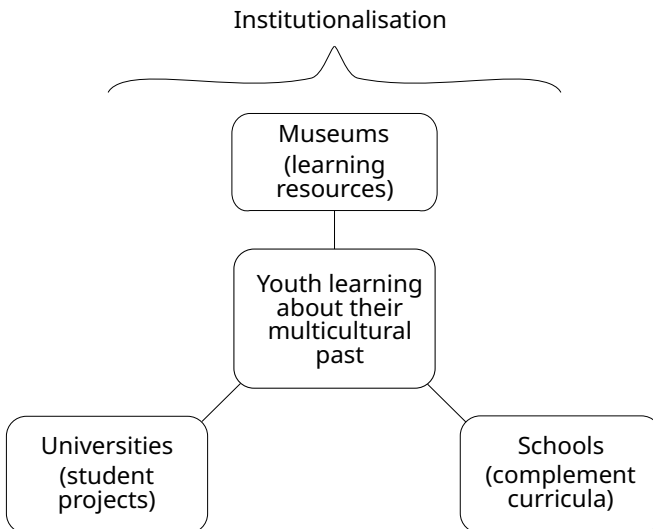 Institutionalisation
Museums
(learning
resources)
Youth learning
about their
multicultural
past
Universities
(student
projects)
Schools
(complement
curricula)